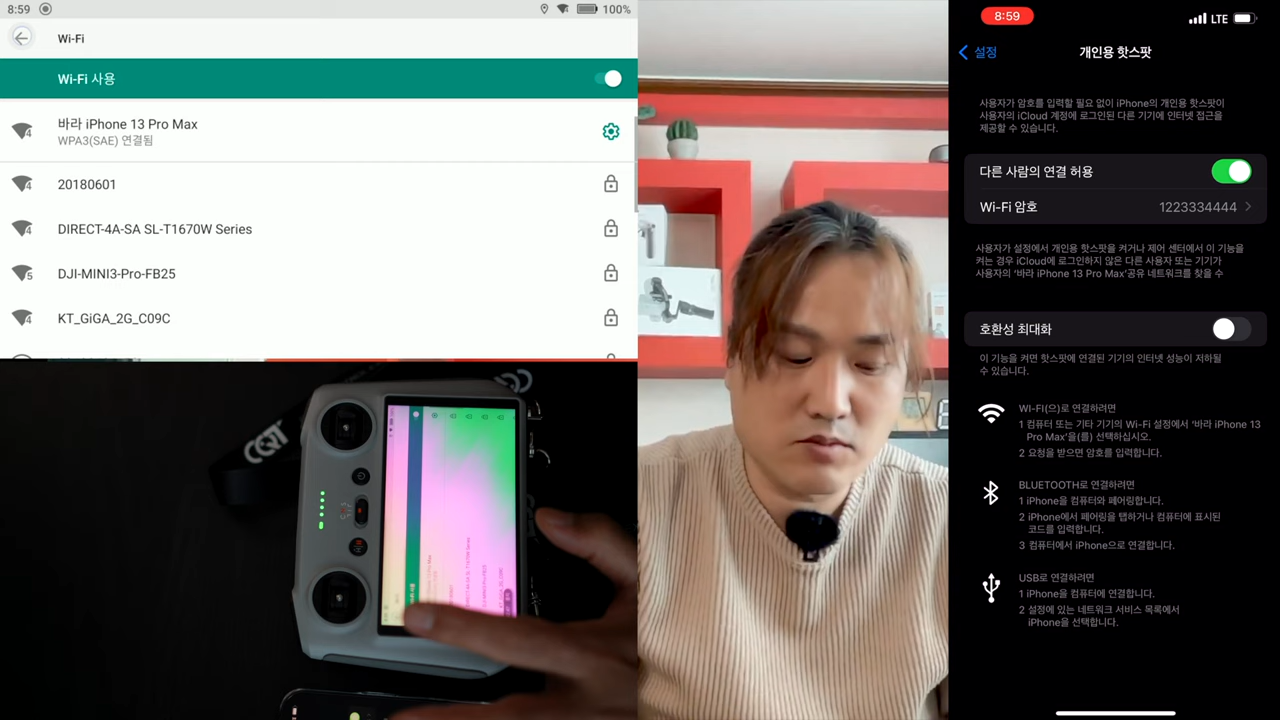 8:59
100%
Wi-Fi
Wi-Fi 사용
바라 iPhone 13 Pro Max
WPA3(SAE) 연결됨
20180601
DIRECT-4A-SA SL-T1670W Series
DJI-MINI3-Pro-FB25
KT_GiGA_2G_C09C
CQT
8:59
LTE
설정
개인용 핫스팟
사용자가 암호를 입력할 필요 없이 iPhone의 개인용 핫스팟이
사용자의 iCloud 계정에 로그인된 다른 기기에 인터넷 접근을
제공할 수 있습니다.
다른 사람의 연결 허용
Wi-Fi 암호 1223334444
사용자가 설정에서 개인용 핫스팟을 켜거나 제어 센터에서 이 기능을
켜는 경우 iCloud에 로그인하지 않은 다른 사용자 또는 기기가
사용자의 '바라 iPhone 13 Pro Max'공유 네트워크를 찾을 수
호환성 최대화
이 기능을 켜면 핫스팟에 연결된 기기의 인터넷 성능이 저하될
수 있습니다.
WI-FI(으)로 연결하려면
1 컴퓨터 또는 기타 기기의 Wi-Fi 설정에서 '바라 iPhone 13
Pro Max'을(를) 선택하십시오.
2 요청을 받으면 암호를 입력합니다.
BLUETOOTH로 연결하려면
1 iPhone을 컴퓨터와 페어링합니다.
2 iPhone에서 페어링을 탭하거나 컴퓨터에 표시된
코드를 입력합니다.
3 컴퓨터에서 iPhone으로 연결합니다.
USB로 연결하려면
1 iPhone을 컴퓨터에 연결합니다.
2 설정에 있는 네트워크 서비스 목록에서
iPhone을 선택합니다.